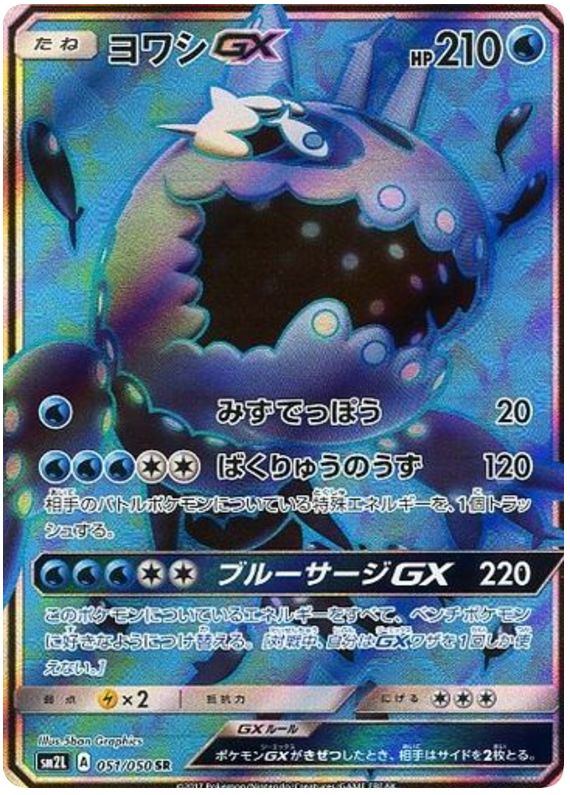 たね ヨワシGX HP210
みずでっぽう 20
ばくりゅうのうず 120
相手のバトルポケモンについている特殊エネルギーを、1個トラッ
シュする。
ブルーサージGX 220
このポケモンについているエネルギーをすべて、ベンチポケモン
に好きなようにつけ替える。[対戦中、自分はGXワザを1回しか使
えない。]
弱点 ×2 抵抗力 にげる
Illus. 5ban Graphics
GXルール
SM2L A 051/050 SR
ポケモンGXがきぜつしたとき、相手はサイドを2枚とる。
©2017 Pokémon/Nintendo/Creatures/GAME FREAK